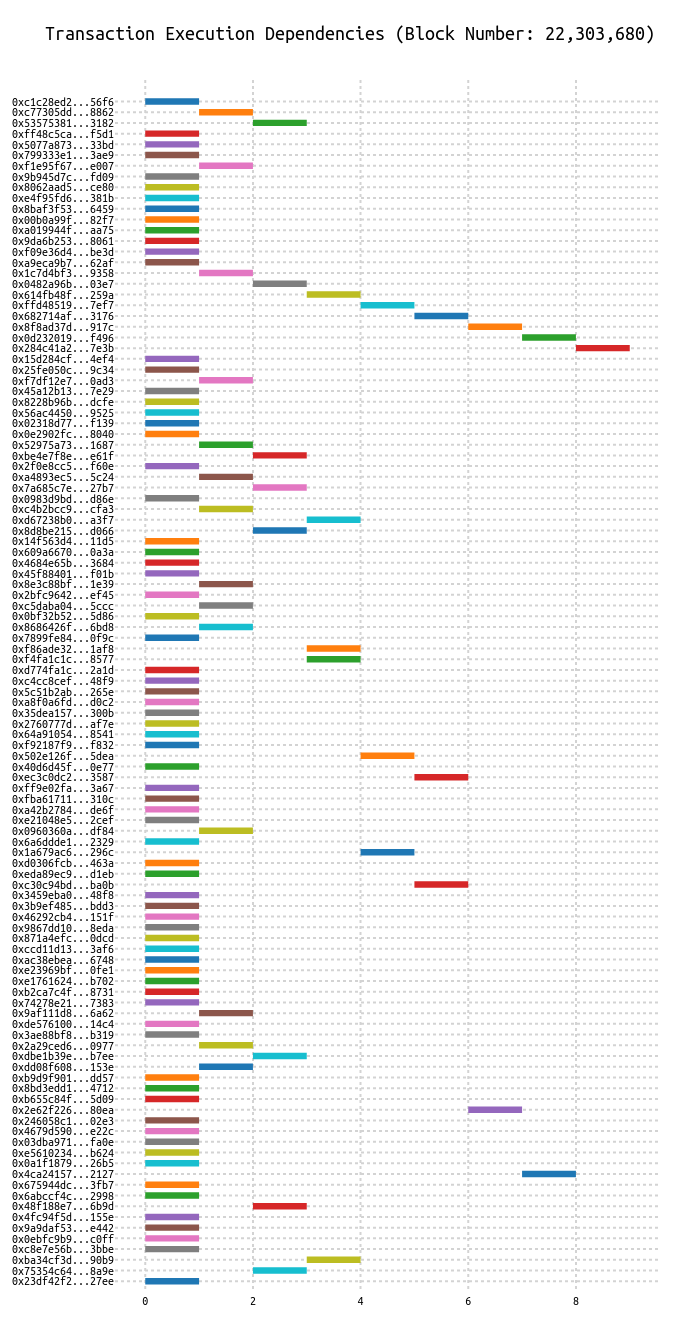 Transaction Execution Dependencies (Block Number: 22,303,680)
0xc1c28ed2...56f6
0xc77305dd...8862
0x53575381...3182
0xff48c5ca...f5d1
0x5077a873...33bd
0x799333e1...3ae9
0xf1e95f67...e007
0x9b945d7c...fd09
0x8062aad5...ce80
0xe4f95fd6...381b
0x8baf3f53...6459
0x00b0a99f...82f7
0xa019944f...aa75
0x9da6b253...8061
0xf09e36d4...be3d
0xa9eca9b7...62af
0x1c7d4bf3...9358
0x0482a96b...03e7
0x614fb48f...259a
0xffd48519...7ef7
0x682714af...3176
0x8f8ad37d...917c
0x0d232019...f496
0x284c41a2...7e3b
0x15d284cf...4ef4
0x25fe050c...9c34
0xf7df12e7...0ad3
0x45a12b13...7e29
0x8228b96b...dcfe
0x56ac4450...9525
0x02318d77...f139
0x0e2902fc...8040
0x52975a73...1687
0xbe4e7f8e...e61f
0x2f0e8cc5...f60e
0xa4893ec5...5c24
0x7a685c7e...27b7
0x0983d9bd...d86e
0xc4b2bcc9...cfa3
0xd67238b0...a3f7
0x8d8be215...d066
0x14f563d4...11d5
0x609a6670...0a3a
0x4684e65b...3684
0x45f88401...f01b
0x8e3c88bf...1e39
0x2bfc9642...ef45
0xc5daba04...5ccc
0x0bf32b52...5d86
0x8686426f...6bd8
0x7899fe84...0f9c
0xf86ade32...1af8
0xf4fa1c1c...8577
0xd774fa1c...2a1d
0xc4cc8cef...48f9
0x5c51b2ab...265e
0xa8f0a6fd...d0c2
0x35dea157...300b
0x2760777d...af7e
0x64a91054...8541
0xf92187f9...f832
0x502e126f...5dea
0x40d6d45f...0e77
0xec3c0dc2...3587
0xff9e02fa...3a67
0xfba61711...310c
0xa42b2784...de6f
0xe21048e5...2cef
0x0960360a...df84
0x6a6ddde1...2329
0x1a679ac6...296c
0xd0306fcb...463a
0xeda89ec9...d1eb
0xc30c94bd...ba0b
0x3459eba0...48f8
0x3b9ef485...bdd3
0x46292cb4...151f
0x9867dd10...8eda
0x871a4efc...0dcd
0xccd11d13...3af6
0xac38ebea...6748
0xe23969bf...0fe1
0xe1761624...b702
0xb2ca7c4f...8731
0x74278e21...7383
0x9af111d8...6a62
0xde576100...14c4
0x3ae88bf8...b319
0x2a29ced6...0977
0xdbe1b39e...b7ee
0xdd08f608...153e
0xb9d9f901...dd57
0x8bd3edd1...4712
0xb655c84f...5d09
0x2e62f226...80ea
0x246058c1...02e3
0x4679d590...e22c
0x03dba971...fa0e
0xe5610234...b624
0x0a1f1879...26b5
0x4ca24157...2127
0x675944dc...3fb7
0x6abccf4c...2998
0x48f188e7...6b9d
0x4fc94f5d...155e
0x9a9daf53...e442
0x0ebfc9b9...c0ff
0xc8e7e56b...3bbe
0xba34cf3d...90b9
0x75354c64...8a9e
0x23df42f2...27ee
0 2 4 6 8